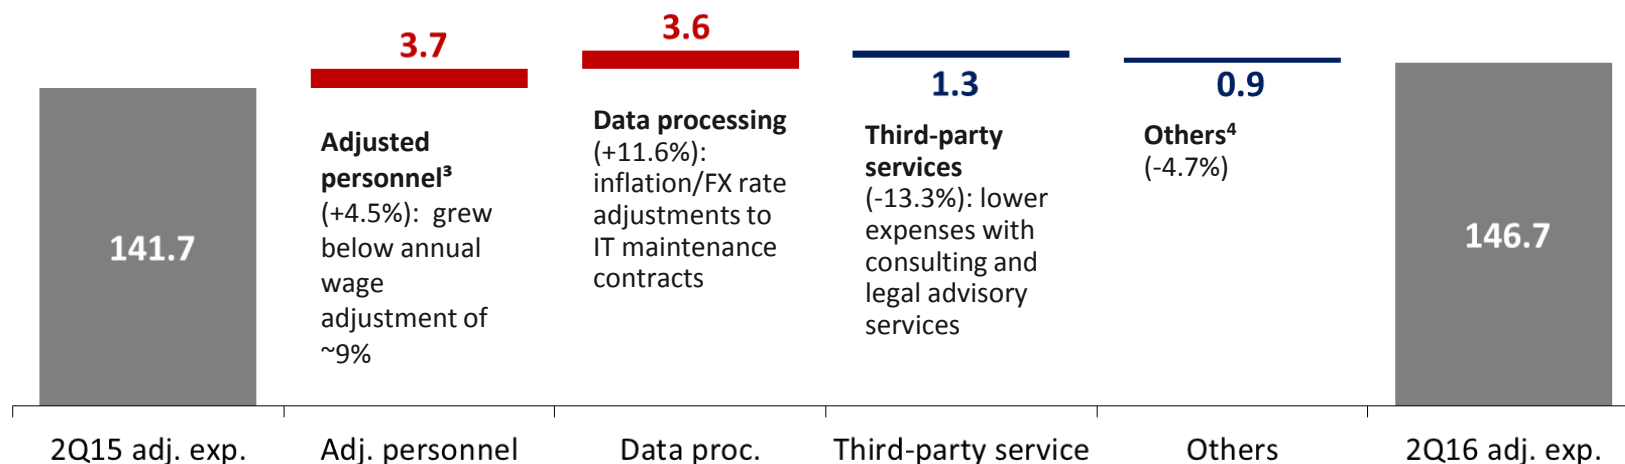 3.7
3.6
1.3
0.9
141.7
Adjusted
personnel³
(+4.5%):  grew
below annual
wage
adjustment of
~9%
Data processing
(+11.6%):
inflation/FX rate
adjustments to
IT maintenance
contracts
Third-party
services
(-13.3%): lower
expenses with
consulting and
legal advisory
services
Others⁴
(-4.7%)
146.7
2Q15 adj. exp.
Adj. personnel
Data proc.
Third-party service
Others
2Q16 adj. exp.